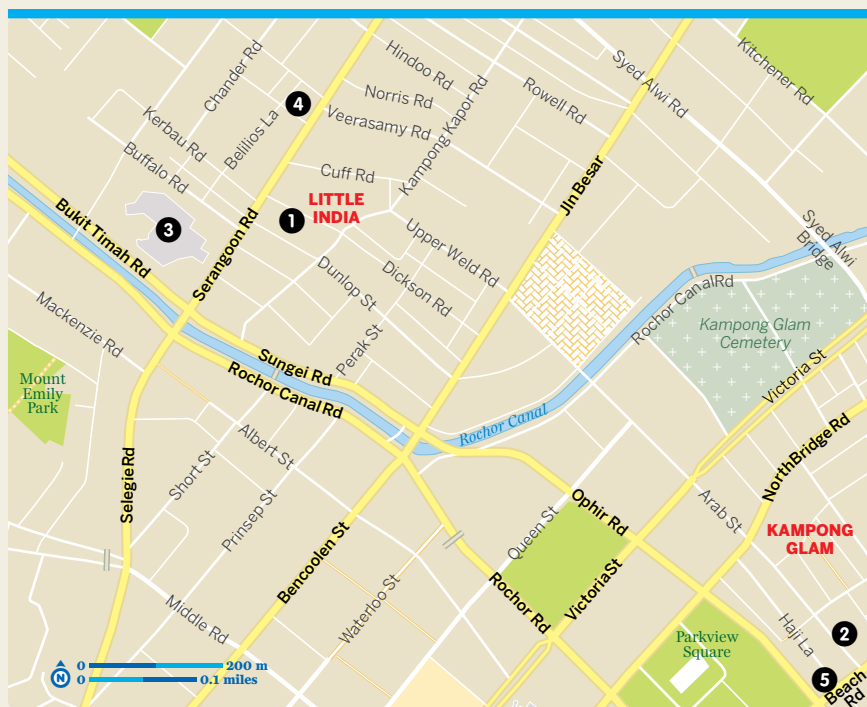 Kitchener Rd
Hindoo Rd
Chander Rd
Syed Alwi Rd
Rowell Rd
Norris Rd
4
Belilios La
Veerasamy Rd
Kampong Kapor Rd
Kerbau Rd
Buffalo Rd
Cuff Rd
Jln Besar
LITTLE
INDIA
1
3
Bukit Timah Rd
Serangoon Rd
Upper Weld Rd
Syed Alwi
Bridge
Dunlop St
Dickson Rd
Rochor Canal Rd
Mackenzie Rd
Kampong Glam
Cemetery
Perak St
Sungei Rd
Rochor Canal Rd
Victoria St
Mount
Emily
Park
Rochor Canal
Albert St
NorthBridge Rd
Short St
Selegie Rd
Prinsep St
Arab St
Ophir Rd
Queen St
KAMPONG
GLAM
Bencoolen St
Victoria St
Rochor Rd
Waterloo St
Middle Rd
Haji La
2
Parkview
Square
5
Beach
Rd
N
0 200 m
0 0.1 miles